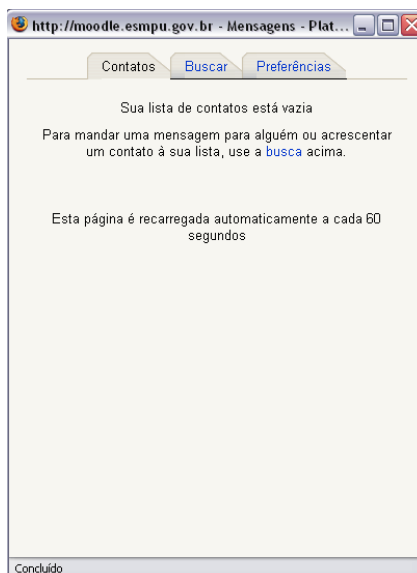 http://moodle.esmpu.gov.br - Mensagens - Plat...
Contatos Buscar Preferências
Sua lista de contatos está vazia
Para mandar uma mensagem para alguém ou acrescentar
um contato à sua lista, use a busca acima.
Esta página é recarregada automaticamente a cada 60
segundos
Concluído